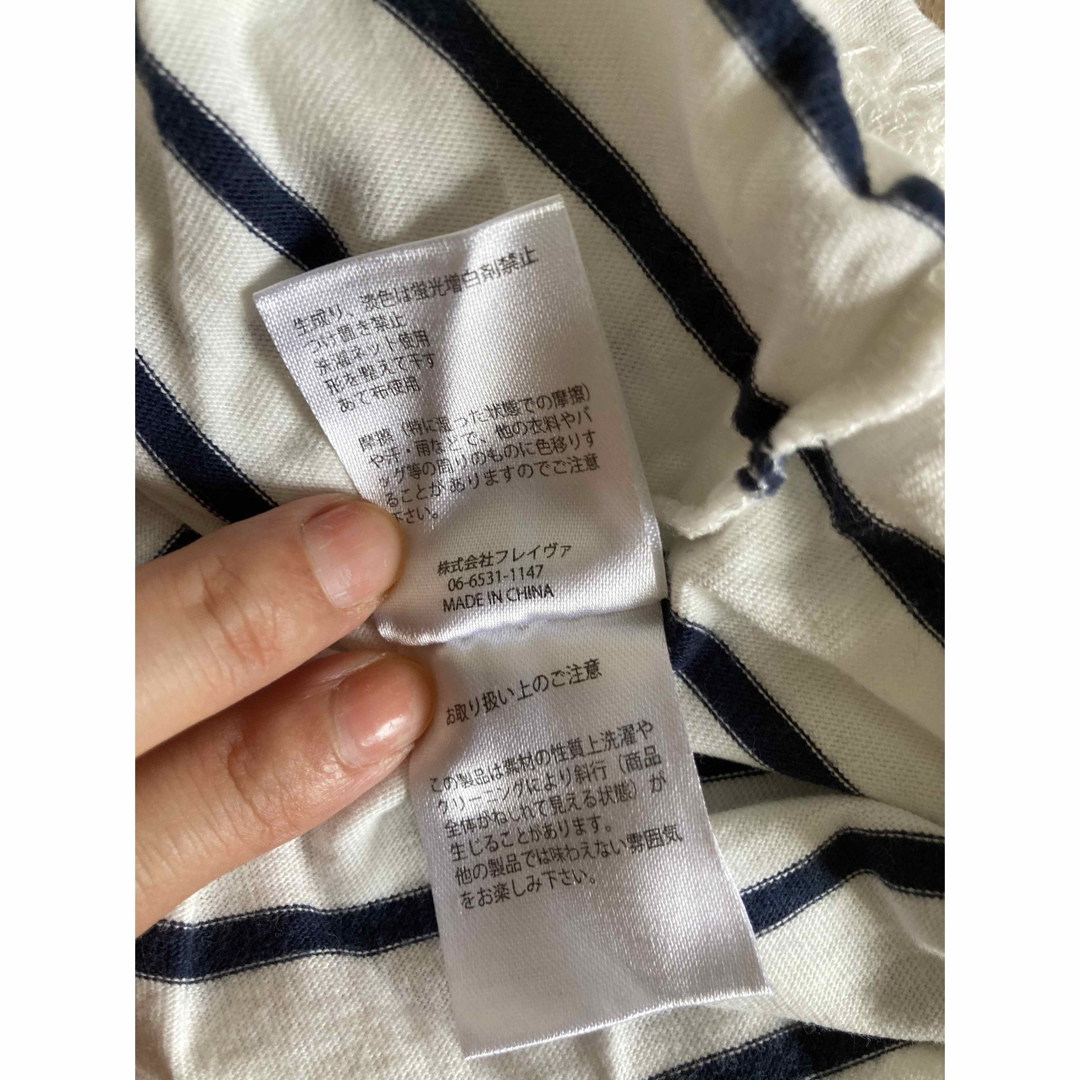 生成り、淡色は蛍光増白剤禁止
つけ置き禁止
洗濯ネット使用
形を整えて干す
あて布使用
摩擦（特に湿った状態での摩擦）
や汗・雨などで、他の衣料やバ
ッグ等の周りのものに色移りす
ることがありますのでご注意
下さい。
株式会社フレイヴァ
06-6531-1147
MADE IN CHINA
お取り扱い上のご注意
この製品は素材の性質上洗濯や
クリーニングにより斜行（商品
全体がねじれて見える状態）が
生じることがあります。
他の製品では味わえない雰囲気
をお楽しみ下さい。